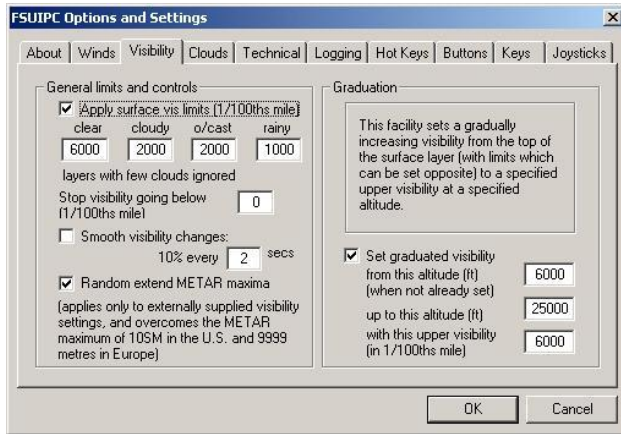 FSUIPC Options and Settings
About Winds Visibility Clouds Technical Logging Hot Keys Buttons Keys Joysticks
General limits and controls
Apply surface vis limits (1/100ths mile)
clear cloudy o/cast rainy
6000 2000 2000 1000
layers with few clouds ignored
Stop visibility going below
(1/100ths mile)
0
Smooth visibility changes:
10% every 2 secs
Random extend METAR maxima
(applies only to externally supplied visibility
settings, and overcomes the METAR
maximum of 10SM in the U.S. and 9999
metres in Europe)
Graduation
This facility sets a gradually
increasing visibility from the top of
the surface layer (with limits which
can be set opposite) to a specified
upper visibility at a specified
altitude.
Set graduated visibility
from this altitude (ft) 6000
(when not already set)
up to this altitude (ft) 25000
with this upper visibility 6000
(in 1/100ths mile)
OK Cancel